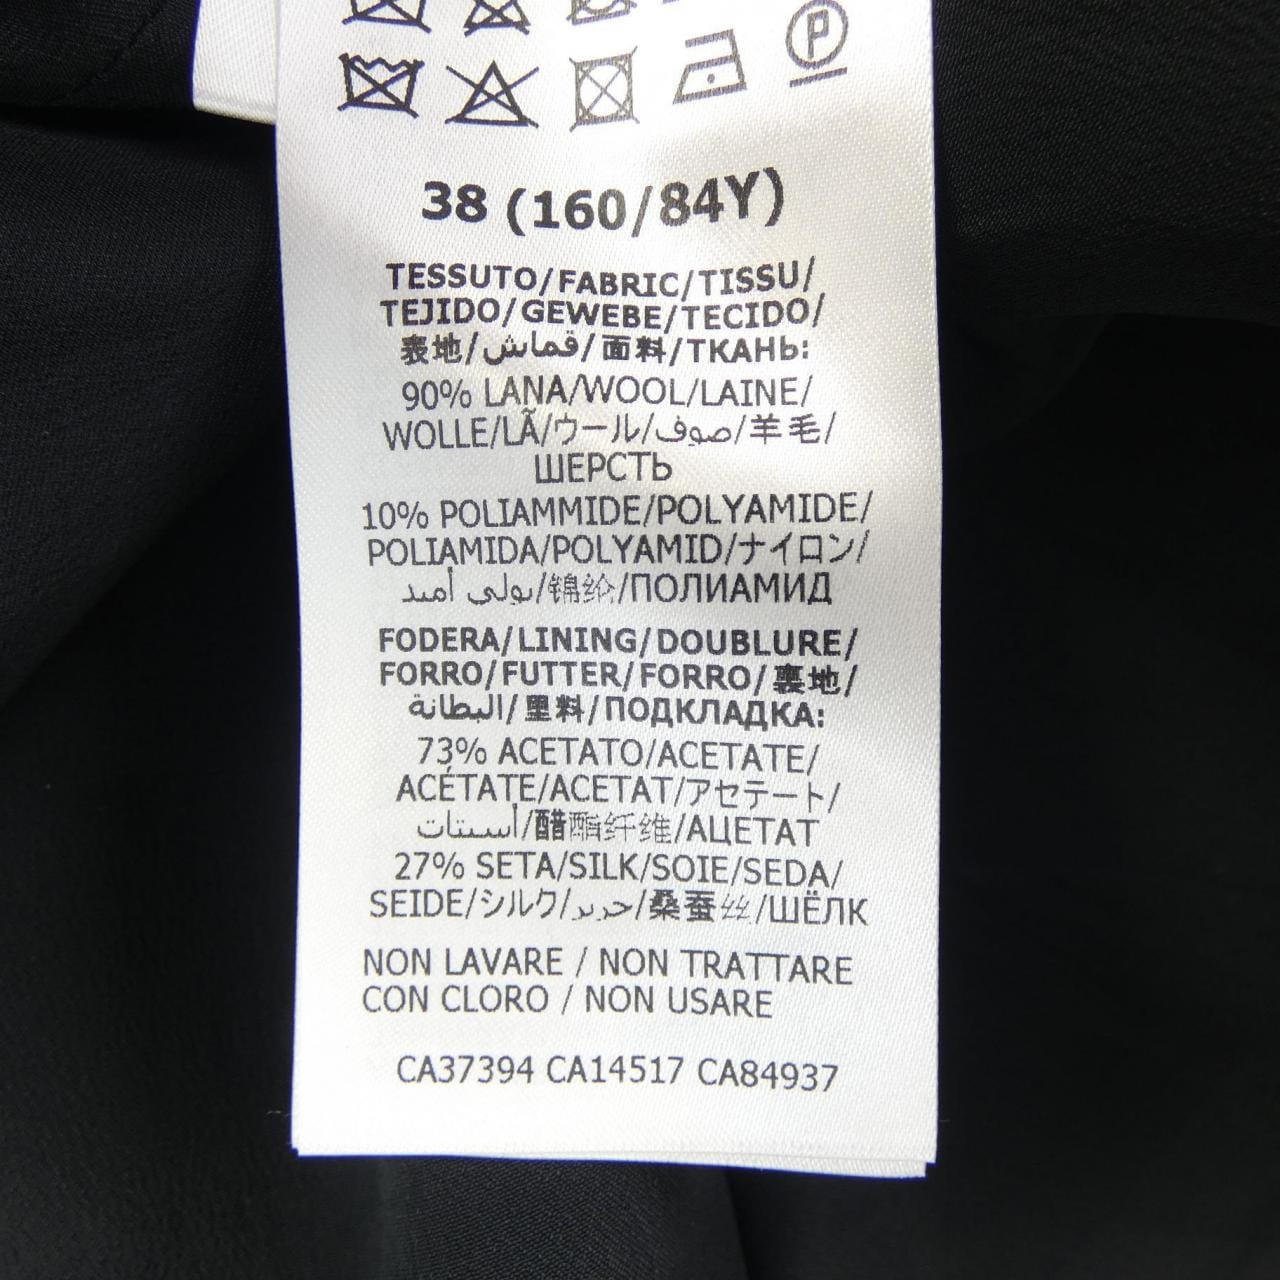 P
38 (160/84Y)
TESSUTO/FABRIC/TISSU/
TEJIDO/GEWEBE/TECIDO/
表地/قماش/面料/ТКАНЬ:
90% LANA/WOOL/LAINE/
WOLLE/LÃ/ウール/صوف/羊毛/
ШЕРСТЬ
10% POLIAMMIDE/POLYAMIDE/
POLIAMIDA/POLYAMID/ナイロン/
بولي أميد/锦纶/ПОЛИАМИД
FODERA/LINING/DOUBLURE/
FORRO/FUTTER/FORRO/裏地/
البطانة/里料/ПОДКЛАДКА:
73% ACETATO/ACETATE/
ACÉTATE/ACETAT/アセテート/
أستات/醋酯纤维/АЦЕТАТ
27% SETA/SILK/SOIE/SEDA/
SEIDE/シルク/حرير/桑蚕丝/ШЁЛК
NON LAVARE / NON TRATTARE
CON CLORO / NON USARE
CA37394 CA14517 CA84937